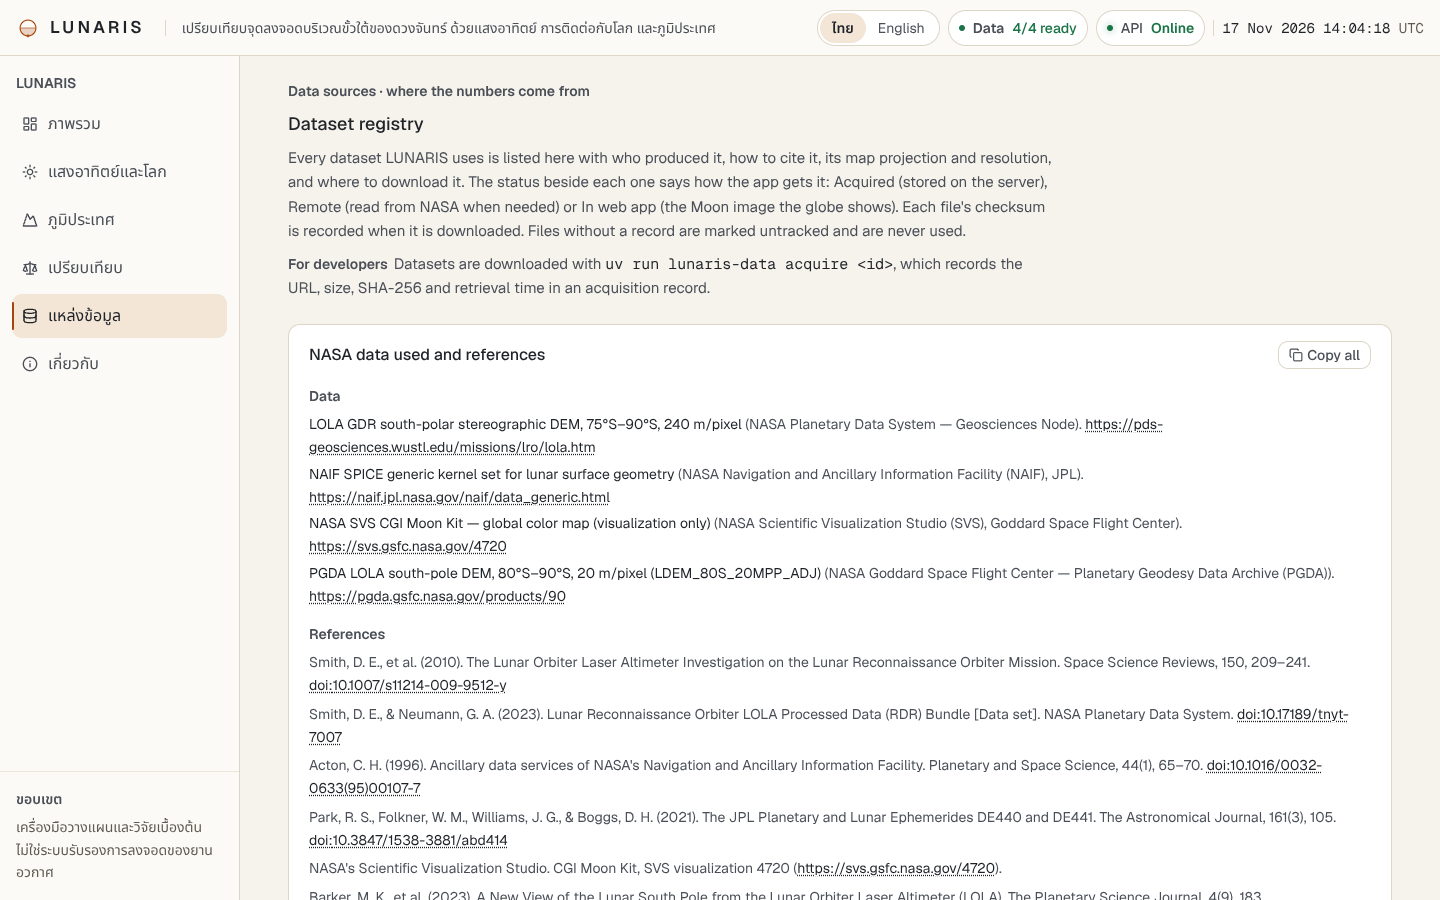 LUNARIS
เปรียบเทียบจุดลงจอดบริเวณขั้วใต้ของดวงจันทร์ ด้วยแสงอาทิตย์ การติดต่อกับโลก และภูมิประเทศ
ไทย English
Data 4/4 ready
API Online
17 Nov 2026 14:04:18 UTC
LUNARIS
ภาพรวม
แสงอาทิตย์และโลก
ภูมิประเทศ
เปรียบเทียบ
แหล่งข้อมูล
เกี่ยวกับ
ขอบเขต
เครื่องมือวางแผนและวิจัยเบื้องต้น
ไม่ใช่ระบบรับรองการลงจอดของยาน
อวกาศ
Data sources · where the numbers come from
Dataset registry
Every dataset LUNARIS uses is listed here with who produced it, how to cite it, its map projection and resolution,
and where to download it. The status beside each one says how the app gets it: Acquired (stored on the server),
Remote (read from NASA when needed) or In web app (the Moon image the globe shows). Each file's checksum
is recorded when it is downloaded. Files without a record are marked untracked and are never used.
For developers Datasets are downloaded with uv run lunaris-data acquire <id>, which records the
URL, size, SHA-256 and retrieval time in an acquisition record.
NASA data used and references
Copy all
Data
LOLA GDR south-polar stereographic DEM, 75°S–90°S, 240 m/pixel (NASA Planetary Data System — Geosciences Node). https://pds-
geosciences.wustl.edu/missions/lro/lola.htm
NAIF SPICE generic kernel set for lunar surface geometry (NASA Navigation and Ancillary Information Facility (NAIF), JPL).
https://naif.jpl.nasa.gov/naif/data_generic.html
NASA SVS CGI Moon Kit — global color map (visualization only) (NASA Scientific Visualization Studio (SVS), Goddard Space Flight Center).
https://svs.gsfc.nasa.gov/4720
PGDA LOLA south-pole DEM, 80°S–90°S, 20 m/pixel (LDEM_80S_20MPP_ADJ) (NASA Goddard Space Flight Center — Planetary Geodesy Data Archive (PGDA)).
https://pgda.gsfc.nasa.gov/products/90
References
Smith, D. E., et al. (2010). The Lunar Orbiter Laser Altimeter Investigation on the Lunar Reconnaissance Orbiter Mission. Space Science Reviews, 150, 209–241.
doi:10.1007/s11214-009-9512-y
Smith, D. E., & Neumann, G. A. (2023). Lunar Reconnaissance Orbiter LOLA Processed Data (RDR) Bundle [Data set]. NASA Planetary Data System. doi:10.17189/tnyt-
7007
Acton, C. H. (1996). Ancillary data services of NASA's Navigation and Ancillary Information Facility. Planetary and Space Science, 44(1), 65–70. doi:10.1016/0032-
0633(95)00107-7
Park, R. S., Folkner, W. M., Williams, J. G., & Boggs, D. H. (2021). The JPL Planetary and Lunar Ephemerides DE440 and DE441. The Astronomical Journal, 161(3), 105.
doi:10.3847/1538-3881/abd414
NASA's Scientific Visualization Studio. CGI Moon Kit, SVS visualization 4720 (https://svs.gsfc.nasa.gov/4720).
Barker, M. K., et al. (2023). A New View of the Lunar South Pole from the Lunar Orbiter Laser Altimeter (LOLA). The Planetary Science Journal, 4(9), 183.